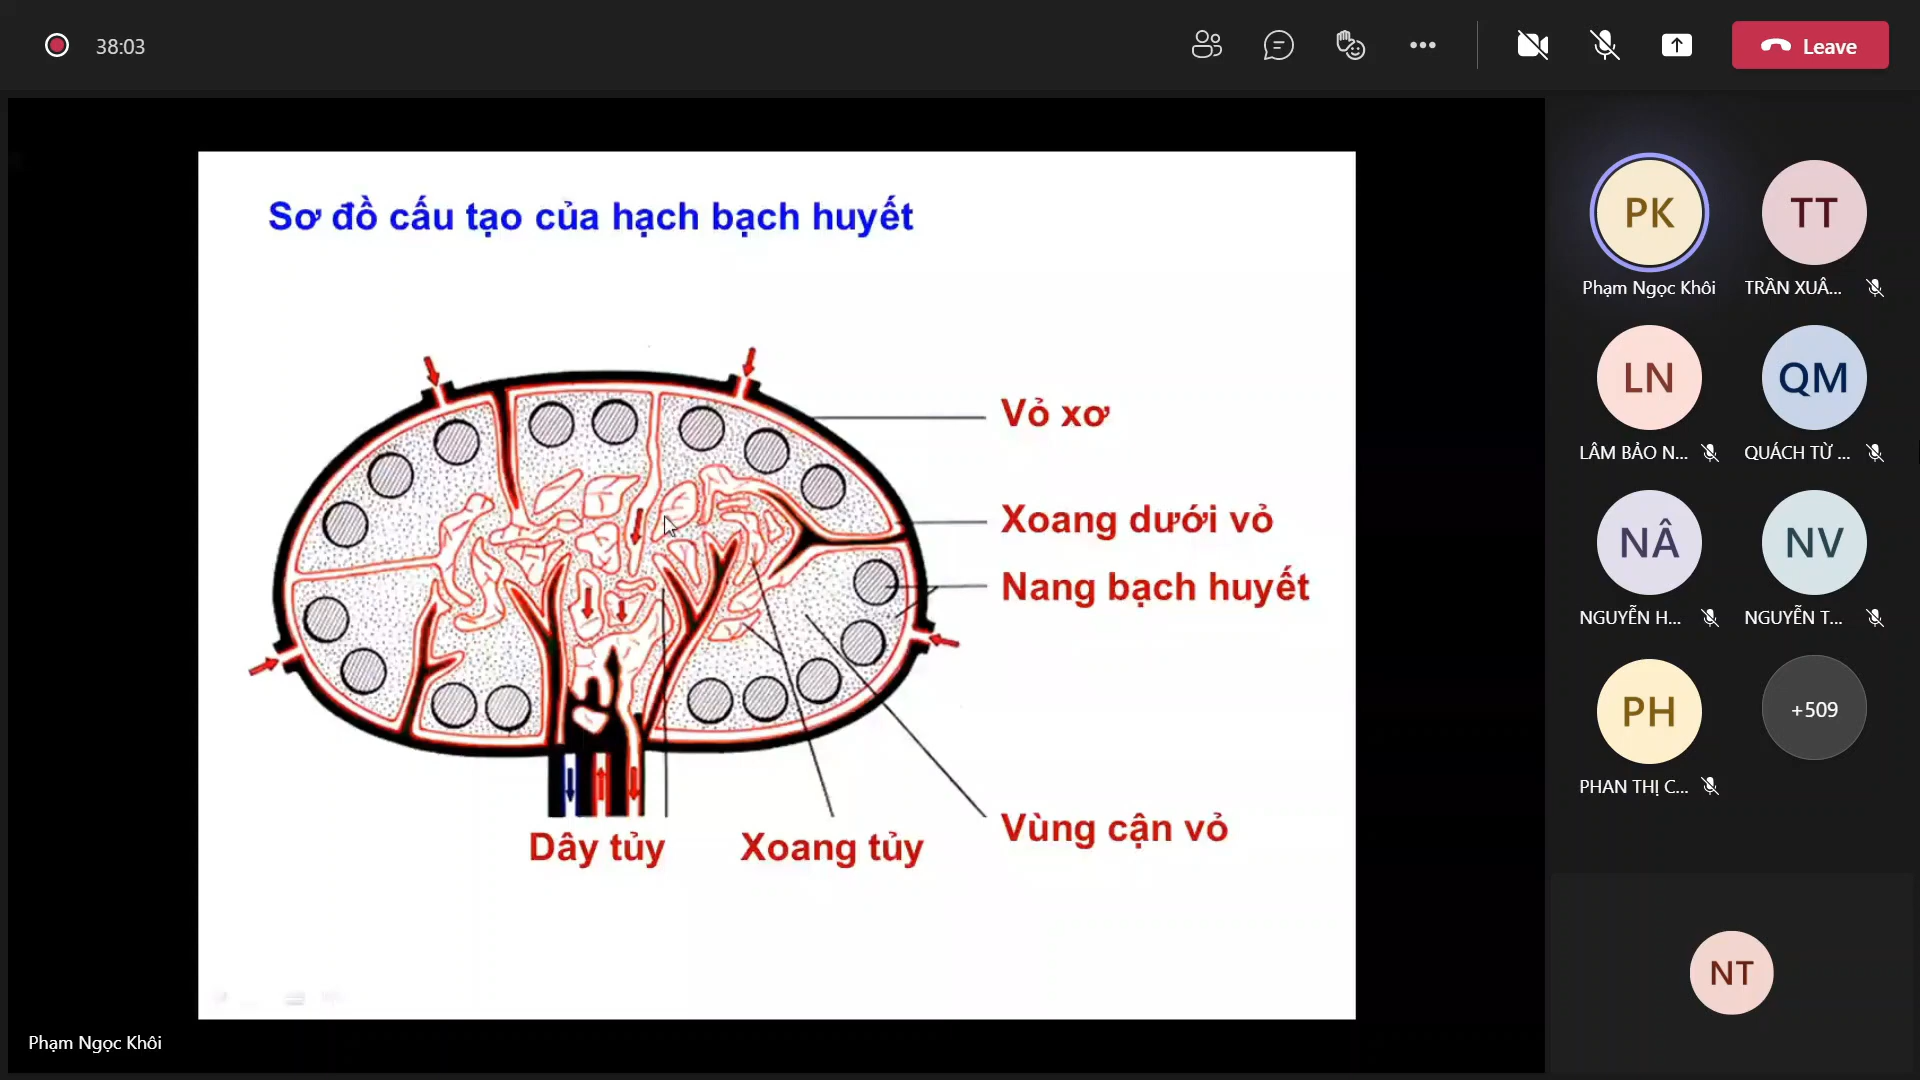 38:03
Leave
Sơ đồ cấu tạo của hạch bạch huyết
Vỏ xơ
Xoang dưới vỏ
Nang bạch huyết
Vùng cận vỏ
Dây tủy
Xoang tủy
Phạm Ngọc Khôi
PK
TT
Phạm Ngọc Khôi
TRẦN XUÂ...
LN
QM
LÂM BẢO N...
QUÁCH TỪ ...
NÂ
NV
NGUYỄN H...
NGUYỄN T...
PH
+509
PHAN THỊ C...
NT